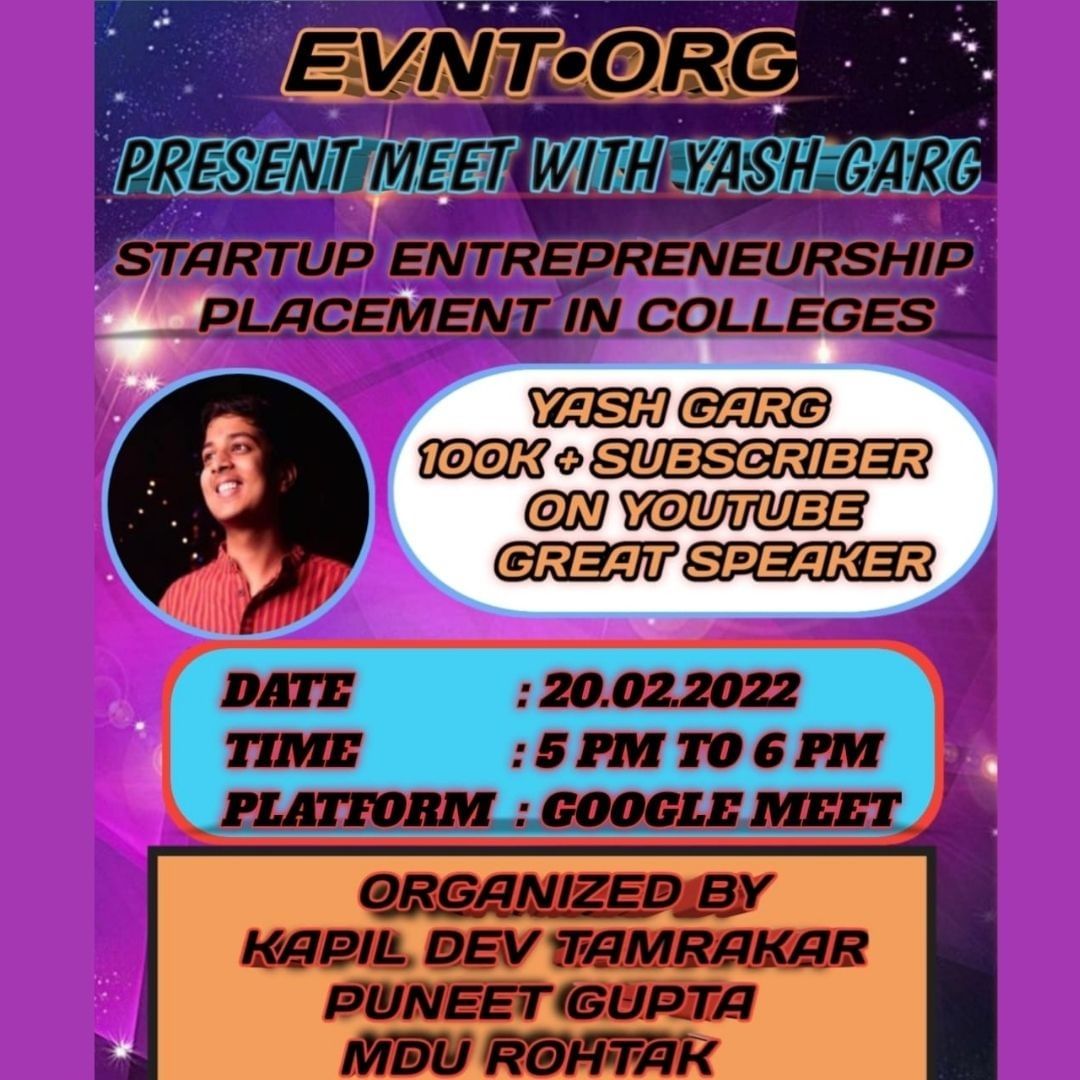 EVNT•ORG
PRESENT MEET WITH YASH GARG
STARTUP ENTREPRENEURSHIP
PLACEMENT IN COLLEGES
YASH GARG
100K + SUBSCRIBER
ON YOUTUBE
GREAT SPEAKER
DATE : 20.02.2022
TIME : 5 PM TO 6 PM
PLATFORM : GOOGLE MEET
ORGANIZED BY
KAPIL DEV TAMRAKAR
PUNEET GUPTA
MDU ROHTAK